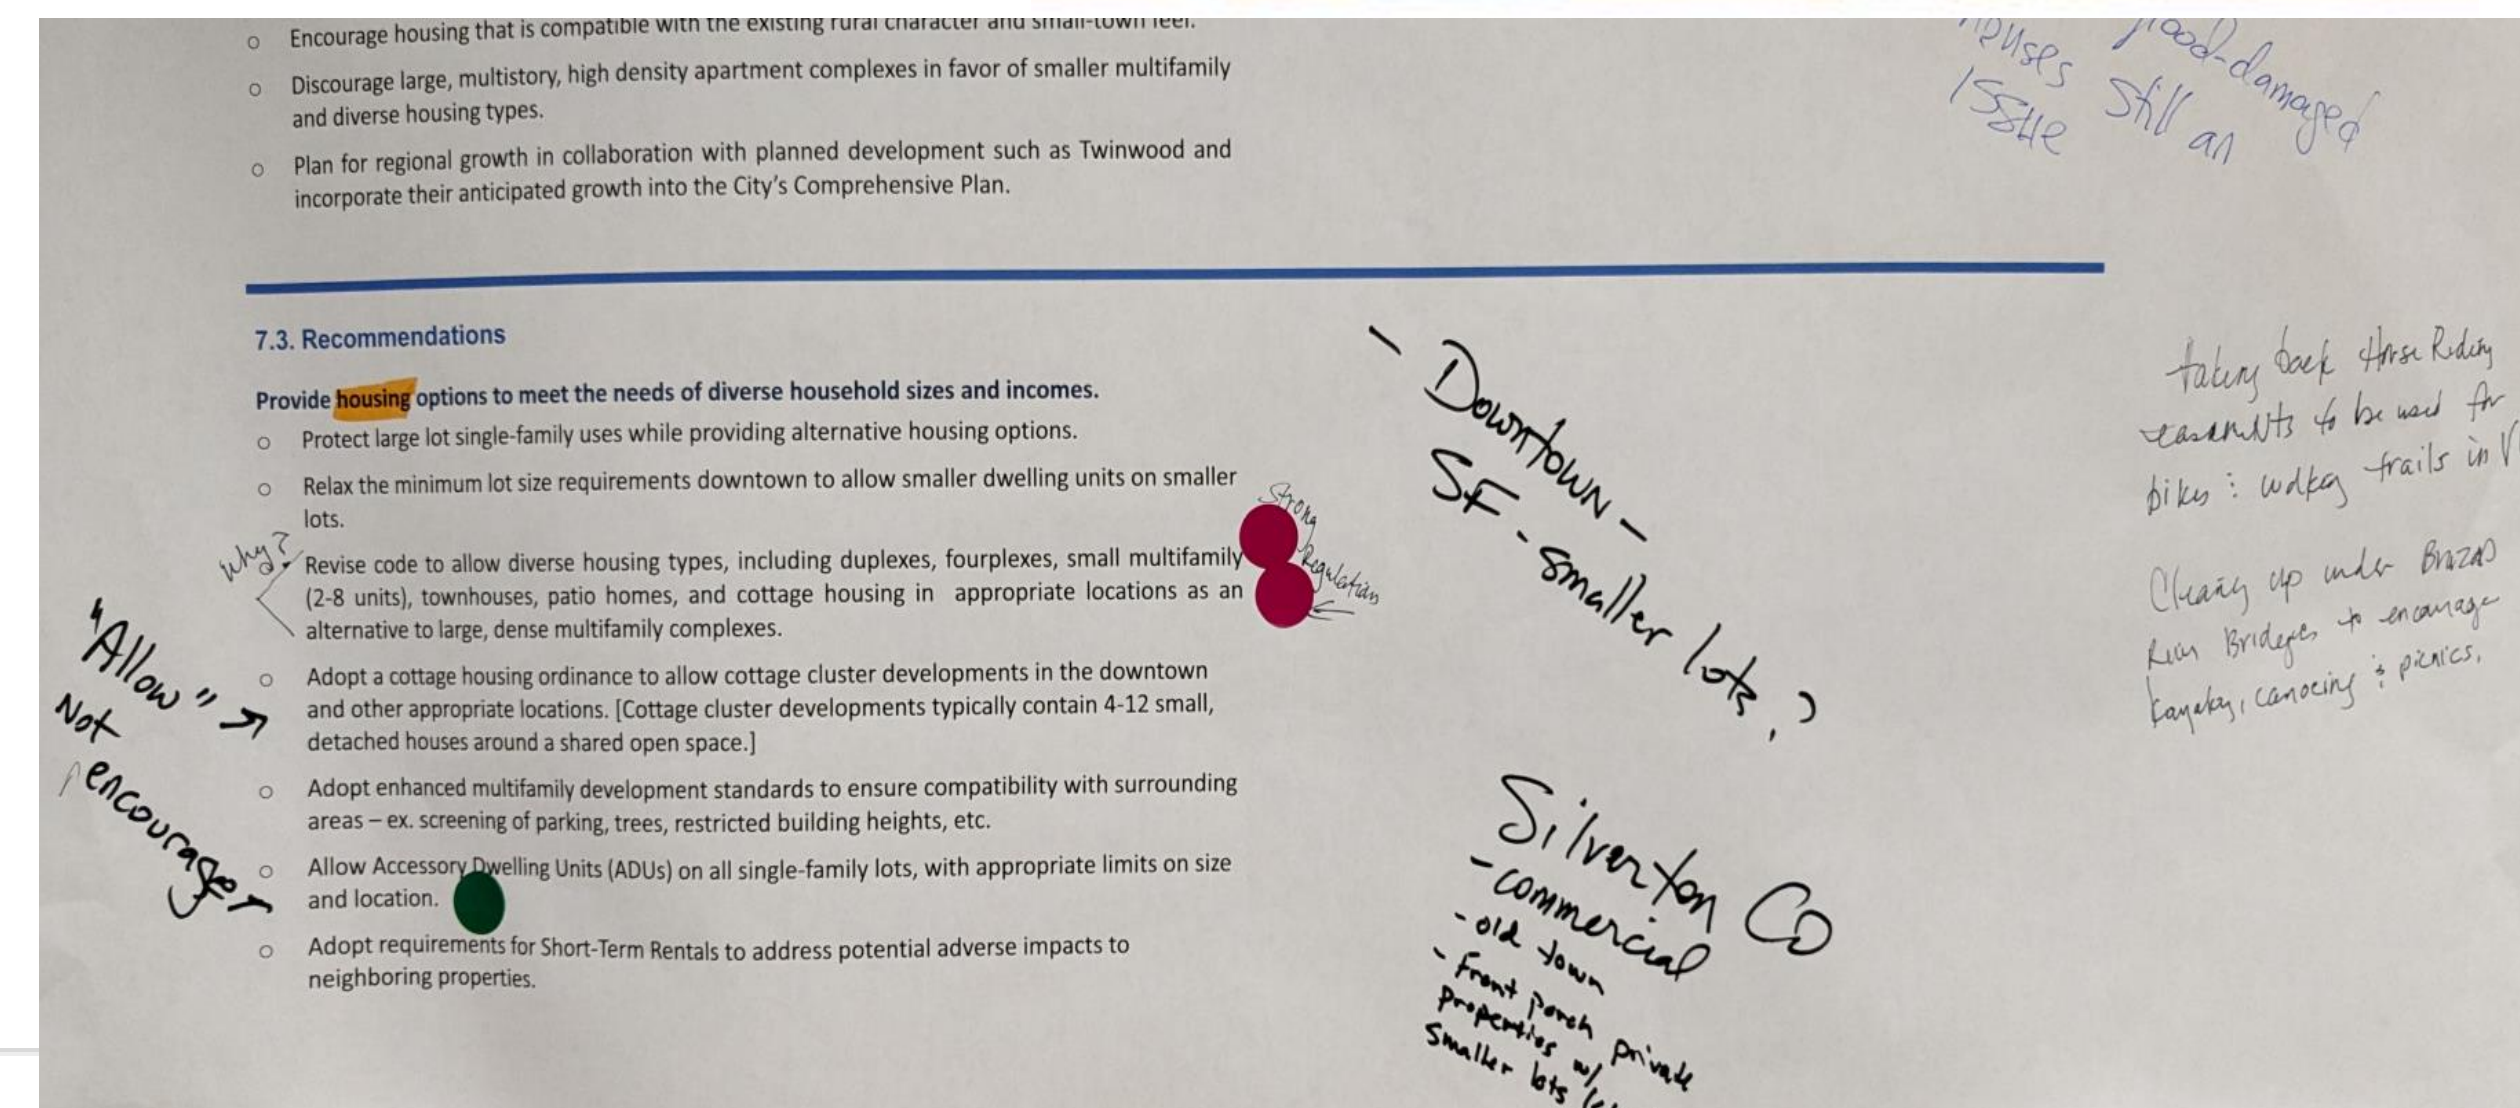 Encourage housing that is compatible with the existing rural character and small-town feel.
Discourage large, multistory, high density apartment complexes in favor of smaller multifamily
and diverse housing types.
Plan for regional growth in collaboration with planned development such as Twinwood and
incorporate their anticipated growth into the City's Comprehensive Plan.
flood-damaged
houses still an
issue
7.3. Recommendations
Provide housing options to meet the needs of diverse household sizes and incomes.
Protect large lot single-family uses while providing alternative housing options.
Relax the minimum lot size requirements downtown to allow smaller dwelling units on smaller
lots.
Why?
Revise code to allow diverse housing types, including duplexes, fourplexes, small multifamily
(2-8 units), townhouses, patio homes, and cottage housing in appropriate locations as an
alternative to large, dense multifamily complexes.
Strong
Regulation
"Allow"
Not
encourage
Adopt a cottage housing ordinance to allow cottage cluster developments in the downtown
and other appropriate locations. [Cottage cluster developments typically contain 4-12 small,
detached houses around a shared open space.]
Adopt enhanced multifamily development standards to ensure compatibility with surrounding
areas – ex. screening of parking, trees, restricted building heights, etc.
Allow Accessory Dwelling Units (ADUs) on all single-family lots, with appropriate limits on size
and location.
Adopt requirements for Short-Term Rentals to address potential adverse impacts to
neighboring properties.
- Downtown -
SF - smaller lots,?
Silverton CO
- commercial
- old town
- Front porch private
properties w/
smaller lots
taking back Horse Riding
easements to be used for
bikes & walking trails in
Cleaning up under Brazos
River Bridges to encourage
kayaking, canoeing & picnics.